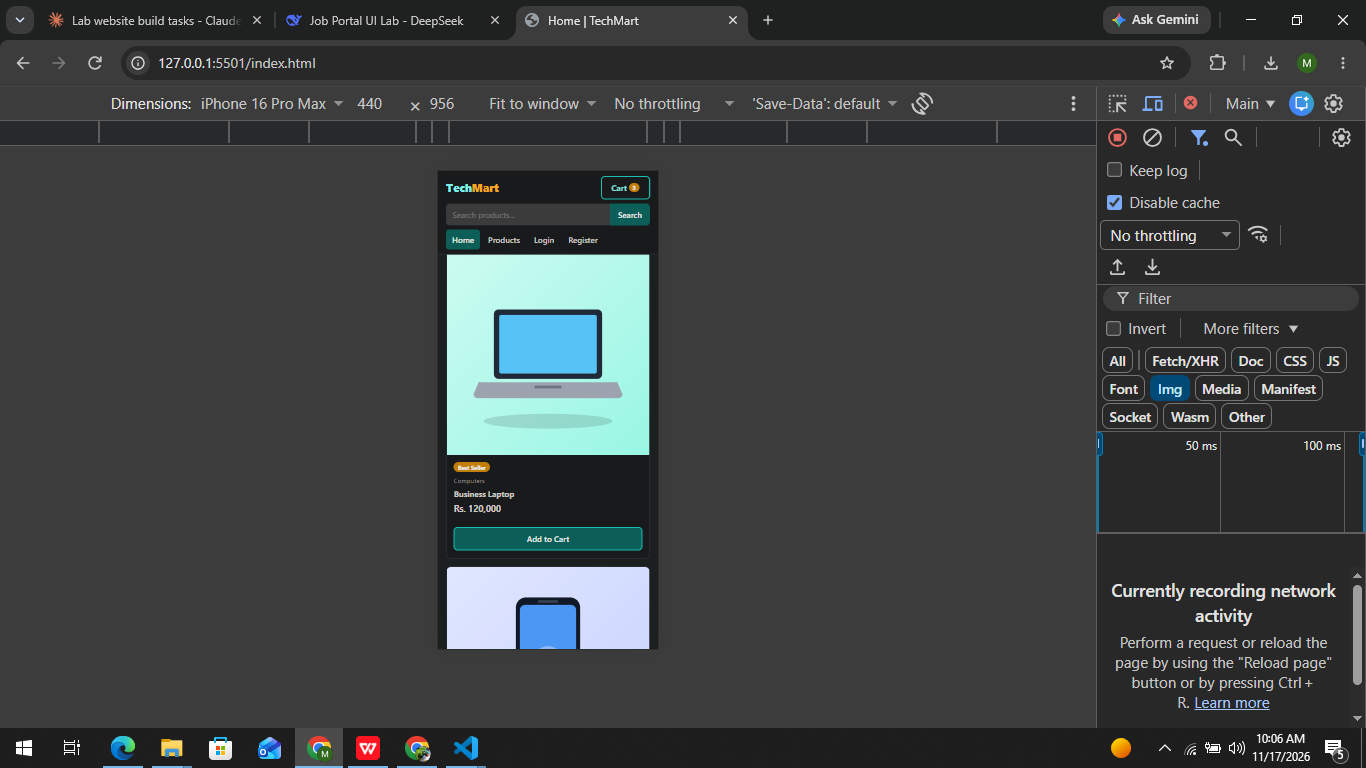 Lab website build tasks - Claude
Job Portal UI Lab - DeepSeek
Home | TechMart
Ask Gemini
127.0.0.1:5501/index.html
M
Dimensions: iPhone 16 Pro Max 440 × 956 Fit to window No throttling 'Save-Data': default
Main
TechMart
Cart 3
Search products...
Search
Home Products Login Register
Best Seller
Computers
Business Laptop
Rs. 120,000
Add to Cart
Keep log
Disable cache
No throttling
Filter
Invert More filters
All Fetch/XHR Doc CSS JS
Font Img Media Manifest
Socket Wasm Other
50 ms 100 ms
Currently recording network
activity
Perform a request or reload the
page by using the "Reload page"
button or by pressing Ctrl +
R. Learn more
10:06 AM
11/17/2026
5